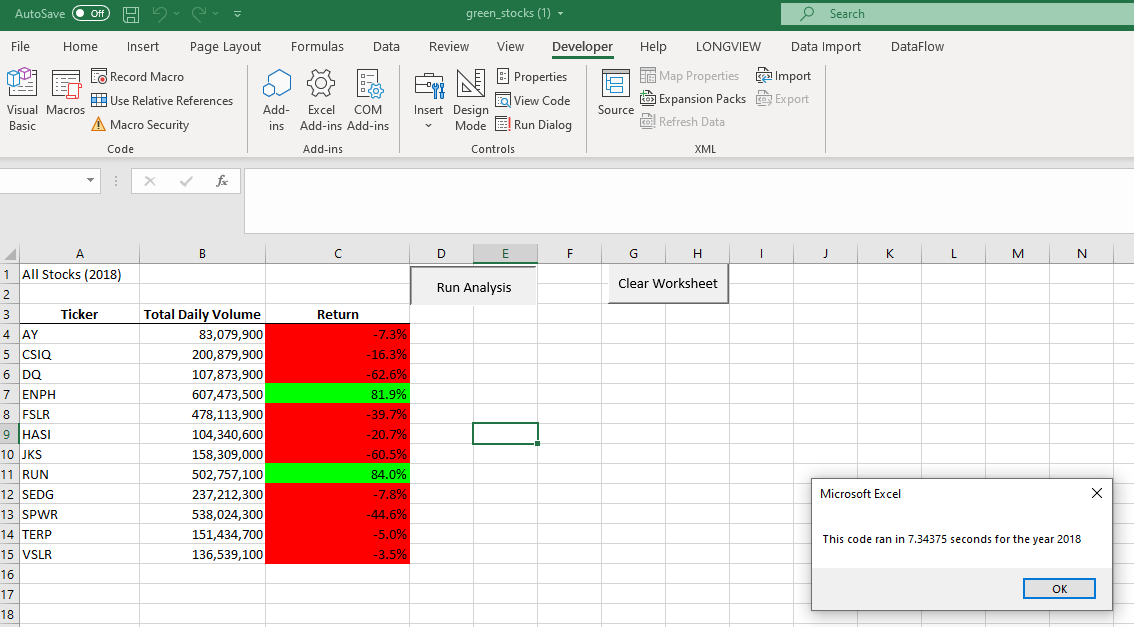 AutoSave Off green_stocks (1) Search
File Home Insert Page Layout Formulas Data Review View Developer Help LONGVIEW Data Import DataFlow
Visual Basic
Macros
Record Macro
Use Relative References
Macro Security
Code
Add-ins
Excel Add-ins
COM Add-ins
Add-ins
Insert
Design Mode
Properties
View Code
Run Dialog
Controls
Source
Map Properties
Expansion Packs
Refresh Data
Import
Export
XML
fx
A B C D E F G H I J K L M N
1 All Stocks (2018)
Run Analysis
Clear Worksheet
2
3 Ticker Total Daily Volume Return
4 AY 83,079,900 -7.3%
5 CSIQ 200,879,900 -16.3%
6 DQ 107,873,900 -62.6%
7 ENPH 607,473,500 81.9%
8 FSLR 478,113,900 -39.7%
9 HASI 104,340,600 -20.7%
10 JKS 158,309,000 -60.5%
11 RUN 502,757,100 84.0%
12 SEDG 237,212,300 -7.8%
13 SPWR 538,024,300 -44.6%
14 TERP 151,434,700 -5.0%
15 VSLR 136,539,100 -3.5%
16
17
18
Microsoft Excel
This code ran in 7.34375 seconds for the year 2018
OK